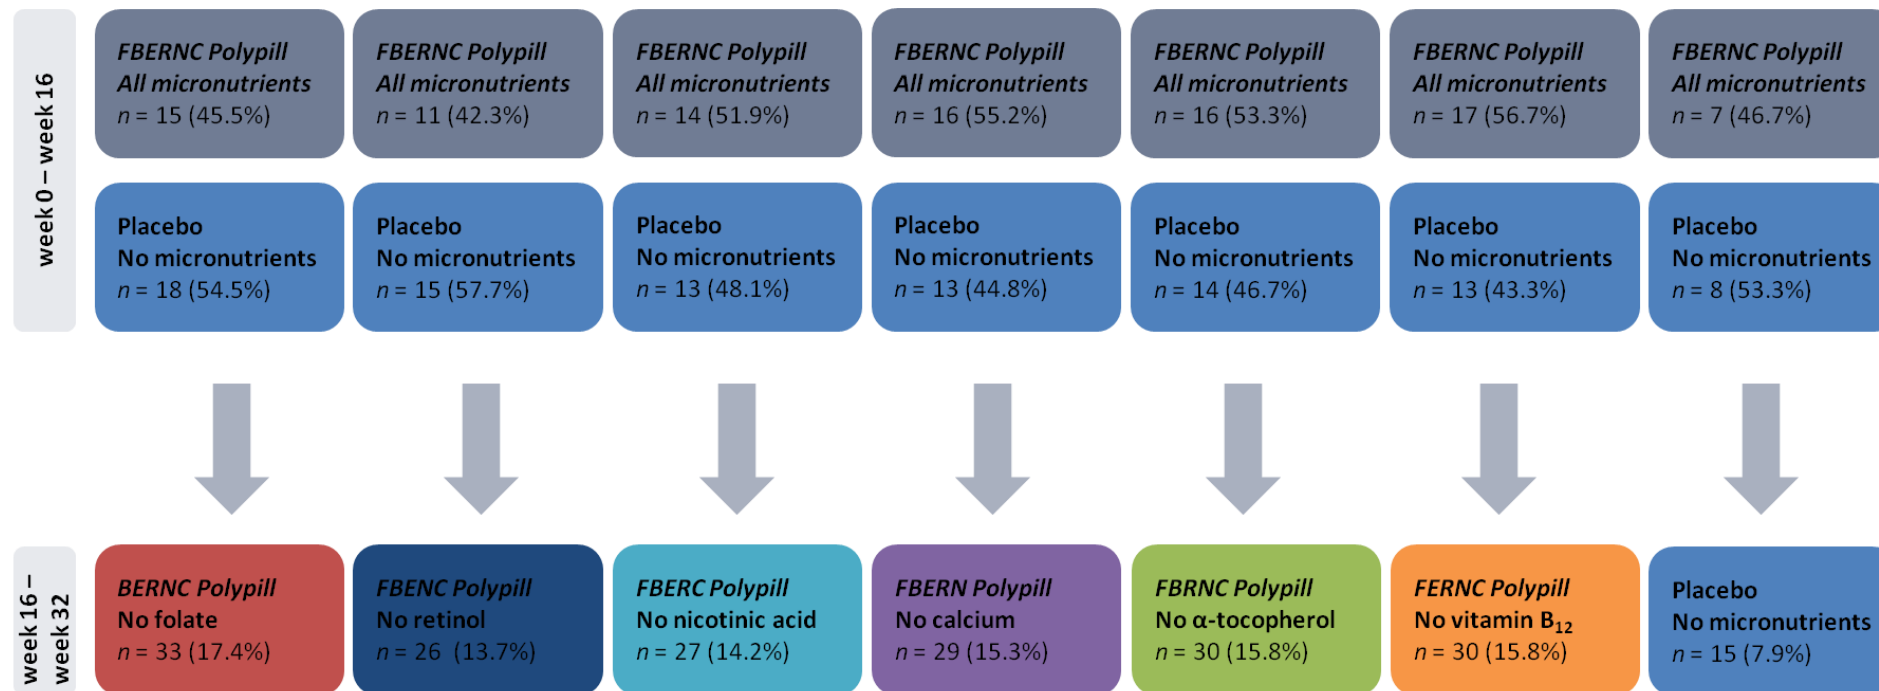 week 0 – week 16
FBERNC Polypill
All micronutrients
n = 15 (45.5%)
FBERNC Polypill
All micronutrients
n = 11 (42.3%)
FBERNC Polypill
All micronutrients
n = 14 (51.9%)
FBERNC Polypill
All micronutrients
n = 16 (55.2%)
FBERNC Polypill
All micronutrients
n = 16 (53.3%)
FBERNC Polypill
All micronutrients
n = 17 (56.7%)
FBERNC Polypill
All micronutrients
n = 7 (46.7%)
Placebo
No micronutrients
n = 18 (54.5%)
Placebo
No micronutrients
n = 15 (57.7%)
Placebo
No micronutrients
n = 13 (48.1%)
Placebo
No micronutrients
n = 13 (44.8%)
Placebo
No micronutrients
n = 14 (46.7%)
Placebo
No micronutrients
n = 13 (43.3%)
Placebo
No micronutrients
n = 8 (53.3%)
week 16 –
week 32
BERNC Polypill
No folate
n = 33 (17.4%)
FBENC Polypill
No retinol
n = 26 (13.7%)
FBERC Polypill
No nicotinic acid
n = 27 (14.2%)
FBERN Polypill
No calcium
n = 29 (15.3%)
FBRNC Polypill
No α-tocopherol
n = 30 (15.8%)
FERNC Polypill
No vitamin B₁₂
n = 30 (15.8%)
Placebo
No micronutrients
n = 15 (7.9%)